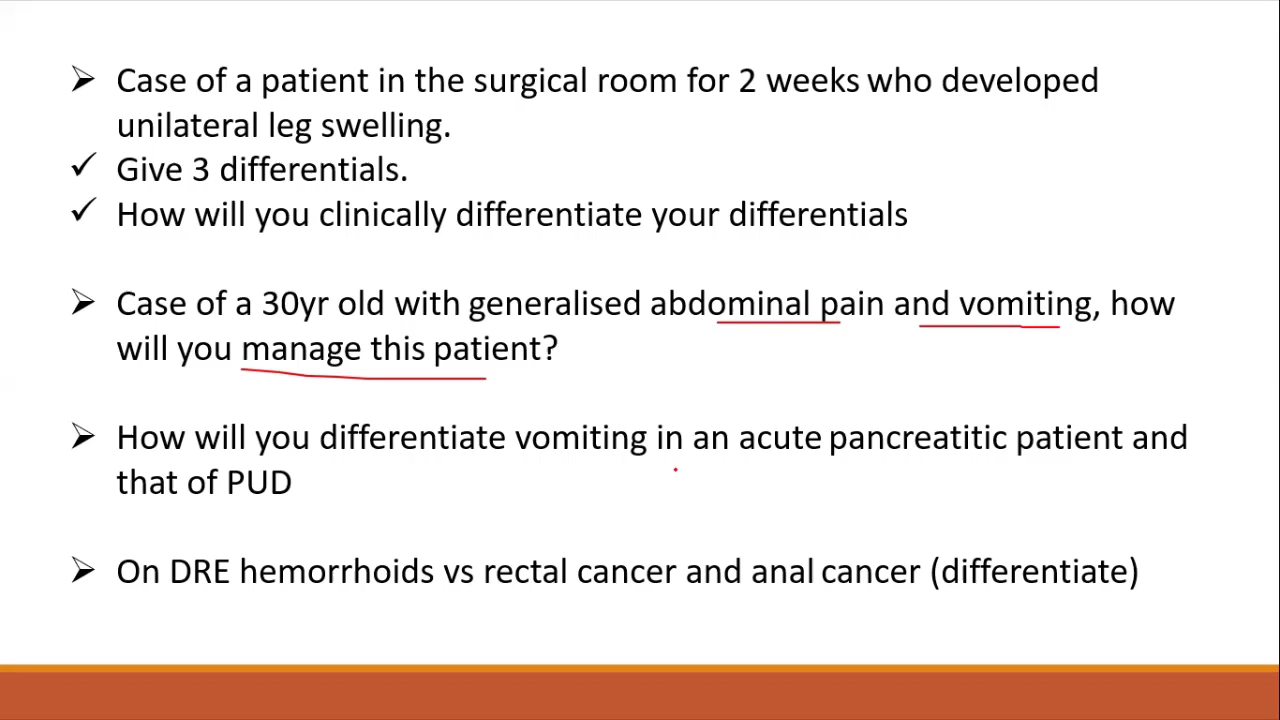 ➢ Case of a patient in the surgical room for 2 weeks who developed
unilateral leg swelling.
✓ Give 3 differentials.
✓ How will you clinically differentiate your differentials
➢ Case of a 30yr old with generalised abdominal pain and vomiting, how
will you manage this patient?
➢ How will you differentiate vomiting in an acute pancreatitic patient and
that of PUD
➢ On DRE hemorrhoids vs rectal cancer and anal cancer (differentiate)